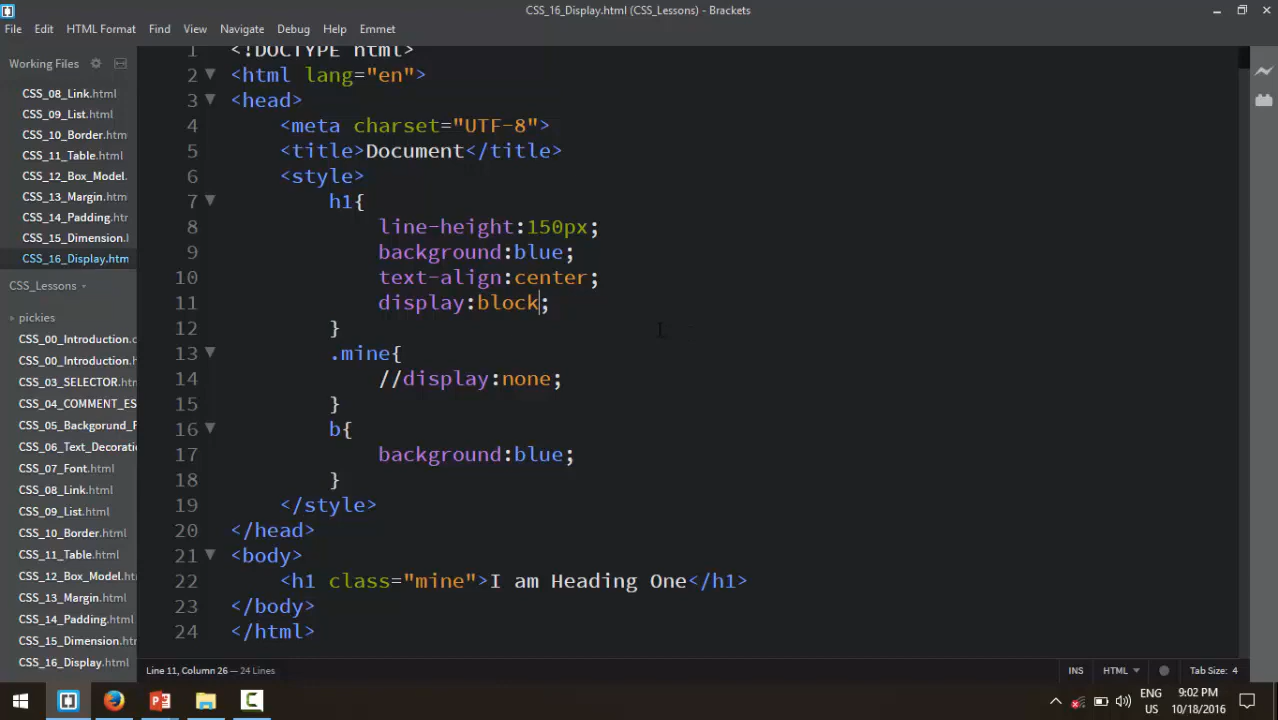 CSS_16_Display.html (CSS_Lessons) - Brackets
File Edit HTML Format Find View Navigate Debug Help Emmet
Working Files
CSS_08_Link.html
CSS_09_List.html
CSS_10_Border.htm
CSS_11_Table.html
CSS_12_Box_Model.
CSS_13_Margin.html
CSS_14_Padding.htr
CSS_15_Dimension.l
CSS_16_Display.htm
CSS_Lessons
pickies
CSS_00_Introduction.c
CSS_03_SELECTOR.html
CSS_04_COMMENT_ES
CSS_05_Backgorund_F
CSS_06_Text_Decoratio
CSS_07_Font.html
CSS_08_Link.html
CSS_09_List.html
CSS_10_Border.html
CSS_11_Table.html
CSS_12_Box_Model.html
CSS_13_Margin.html
CSS_14_Padding.html
CSS_15_Dimension.html
CSS_16_Display.html
1 <!DOCTYPE html>
2 <html lang="en">
3 <head>
4 <meta charset="UTF-8">
5 <title>Document</title>
6 <style>
7 h1{
8 line-height:150px;
9 background:blue;
10 text-align:center;
11 display:block;
12 }
13 .mine{
14 //display:none;
15 }
16 b{
17 background:blue;
18 }
19 </style>
20 </head>
21 <body>
22 <h1 class="mine">I am Heading One</h1>
23 </body>
24 </html>
Line 11, Column 26 — 24 Lines
INS HTML Tab Size: 4
ENG 9:02 PM
US 10/18/2016